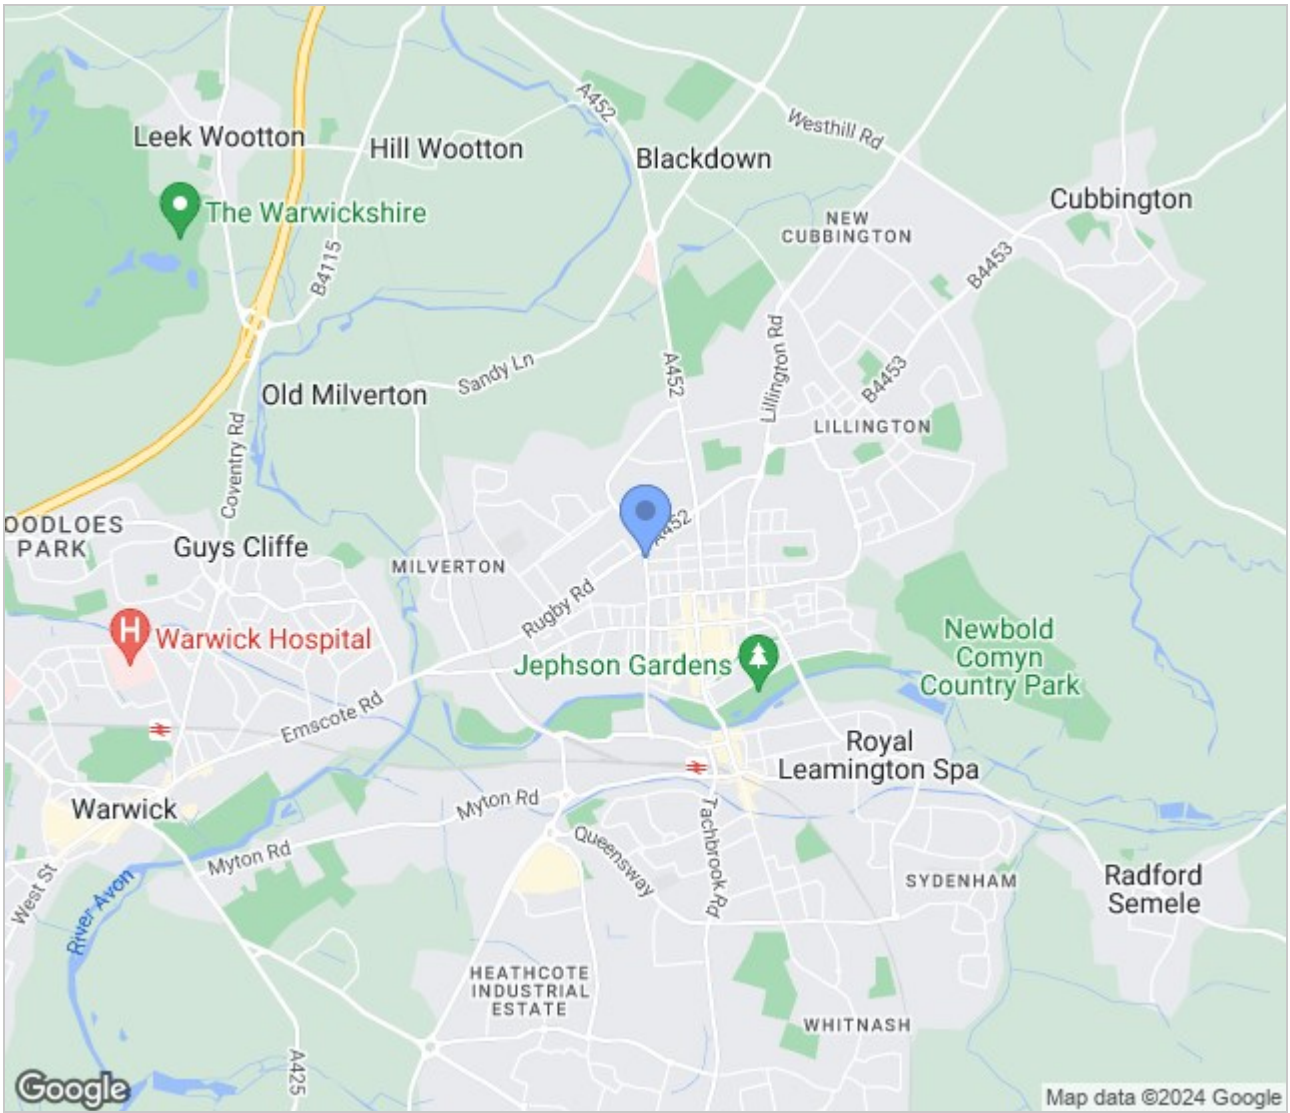 A452
Westhill Rd
Leek Wootton
Hill Wootton
Blackdown
Cubbington
The Warwickshire
NEW
CUBBINGTON
B4115
B4453
Lillington Rd
A452
Sandy Ln
B4453
Old Milverton
LILLINGTON
Coventry Rd
OODLOES
PARK
Guys Cliffe
A452
MILVERTON
Rugby Rd
H
Warwick Hospital
Jephson Gardens
Newbold
Comyn
Country Park
Emscote Rd
Royal
Leamington Spa
Warwick
Myton Rd
Tachbrook Rd
Queensway
Myton Rd
West St
River Avon
SYDENHAM
Radford
Semele
HEATHCOTE
INDUSTRIAL
ESTATE
WHITNASH
A425
Google
Map data ©2024 Google